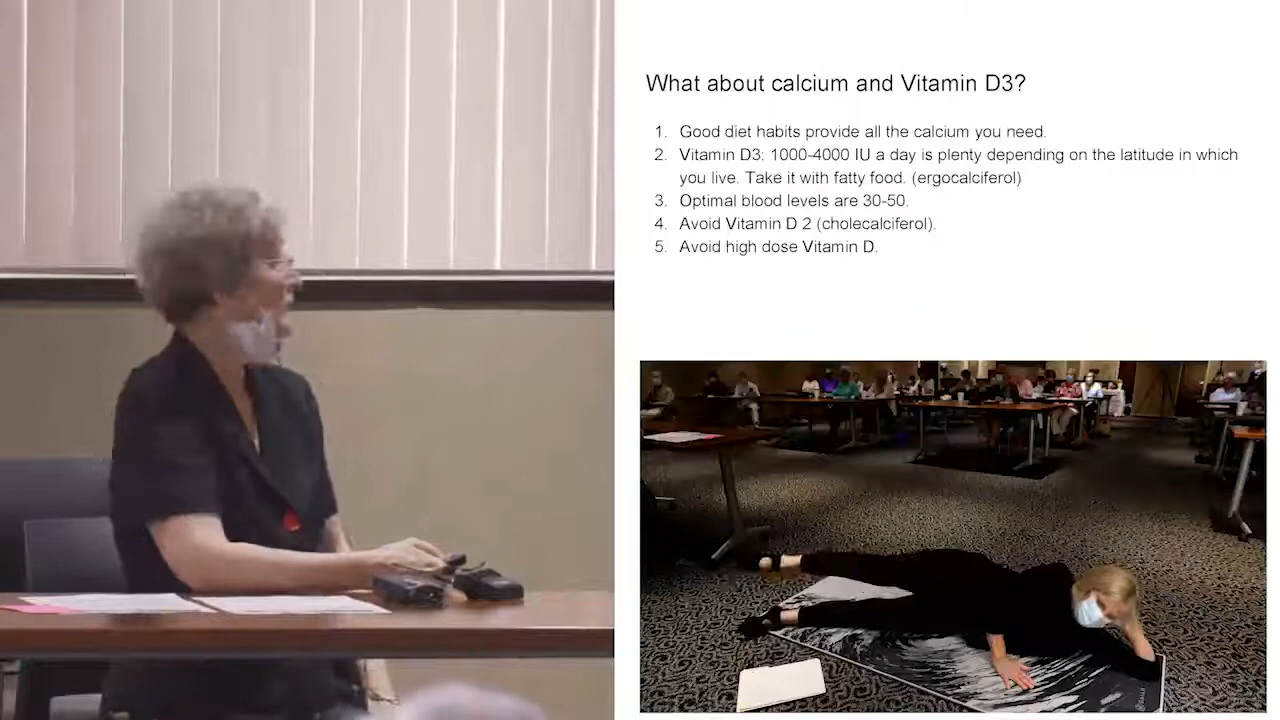 What about calcium and Vitamin D3?
1. Good diet habits provide all the calcium you need.
2. Vitamin D3: 1000-4000 IU a day is plenty depending on the latitude in which
you live. Take it with fatty food. (ergocalciferol)
3. Optimal blood levels are 30-50.
4. Avoid Vitamin D 2 (cholecalciferol).
5. Avoid high dose Vitamin D.